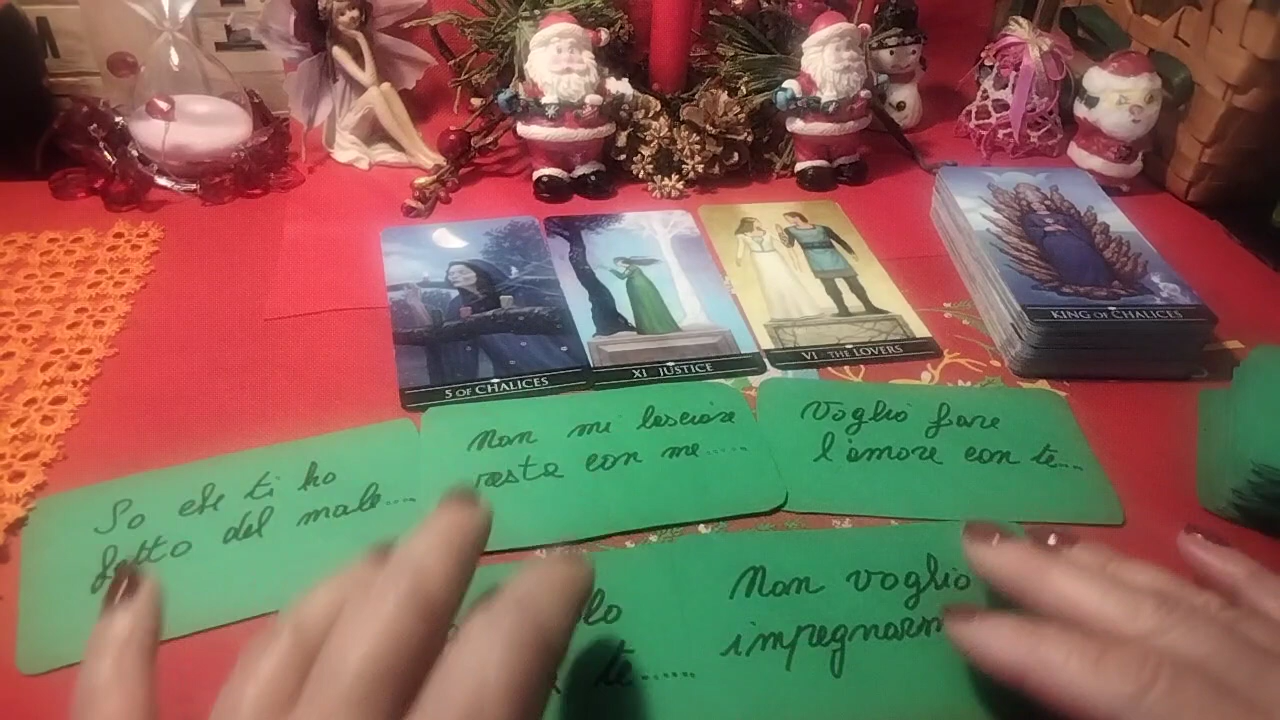 KING OF CHALICES
5 OF CHALICES
XI JUSTICE
VI THE LOVERS
So che ti ho
fatto del male....
Non mi lasciare
resta con me.....
Voglio fare
l'amore con te...
te......
Non voglio